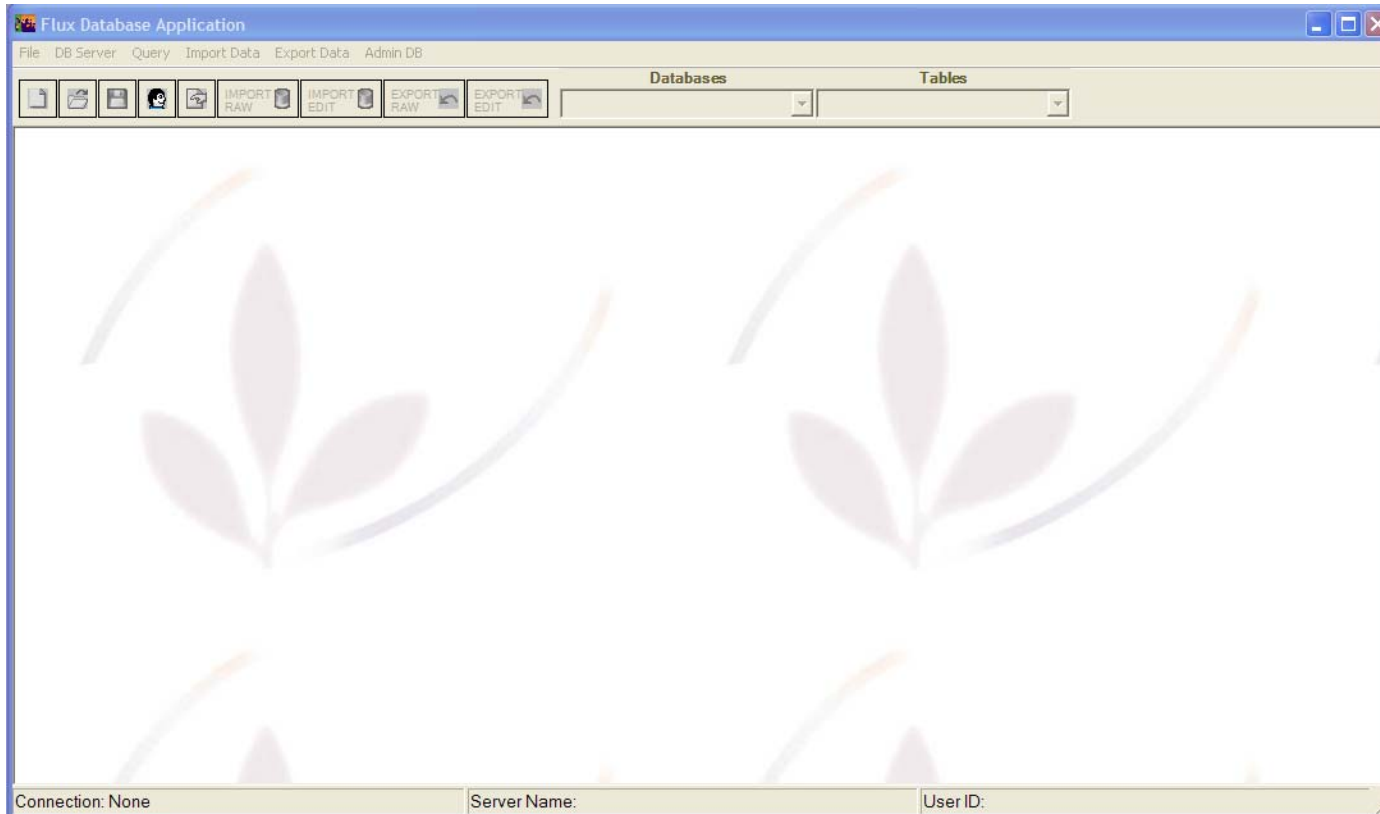 Flux Database Application
File DB Server Query Import Data Export Data Admin DB
Databases Tables
IMPORT RAW IMPORT EDIT EXPORT RAW EXPORT EDIT
Connection: None Server Name: User ID: